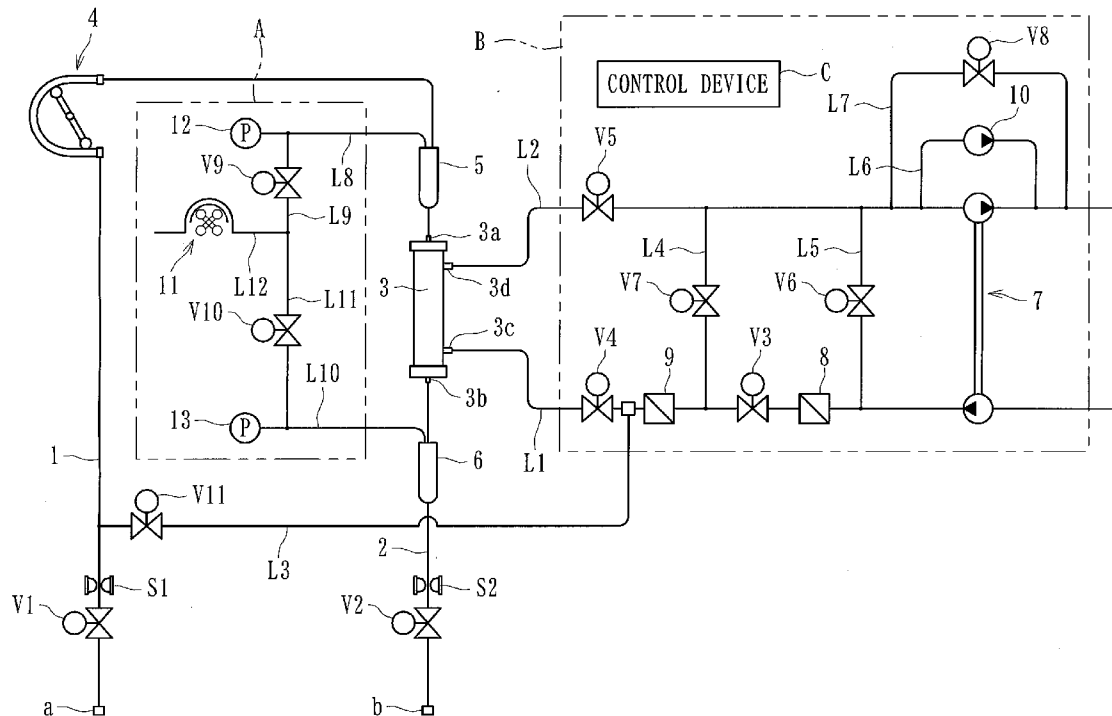 4
A
B
V8
CONTROL DEVICE
C
L7
10
12
P
L8
5
L2
V5
L6
V9
L9
3a
11
L12
3
3d
L4
L5
V7
V6
7
V10
L11
3c
V4
9
V3
8
L10
3b
13
P
6
L1
1
V11
L3
2
S1
S2
V1
V2
a
b